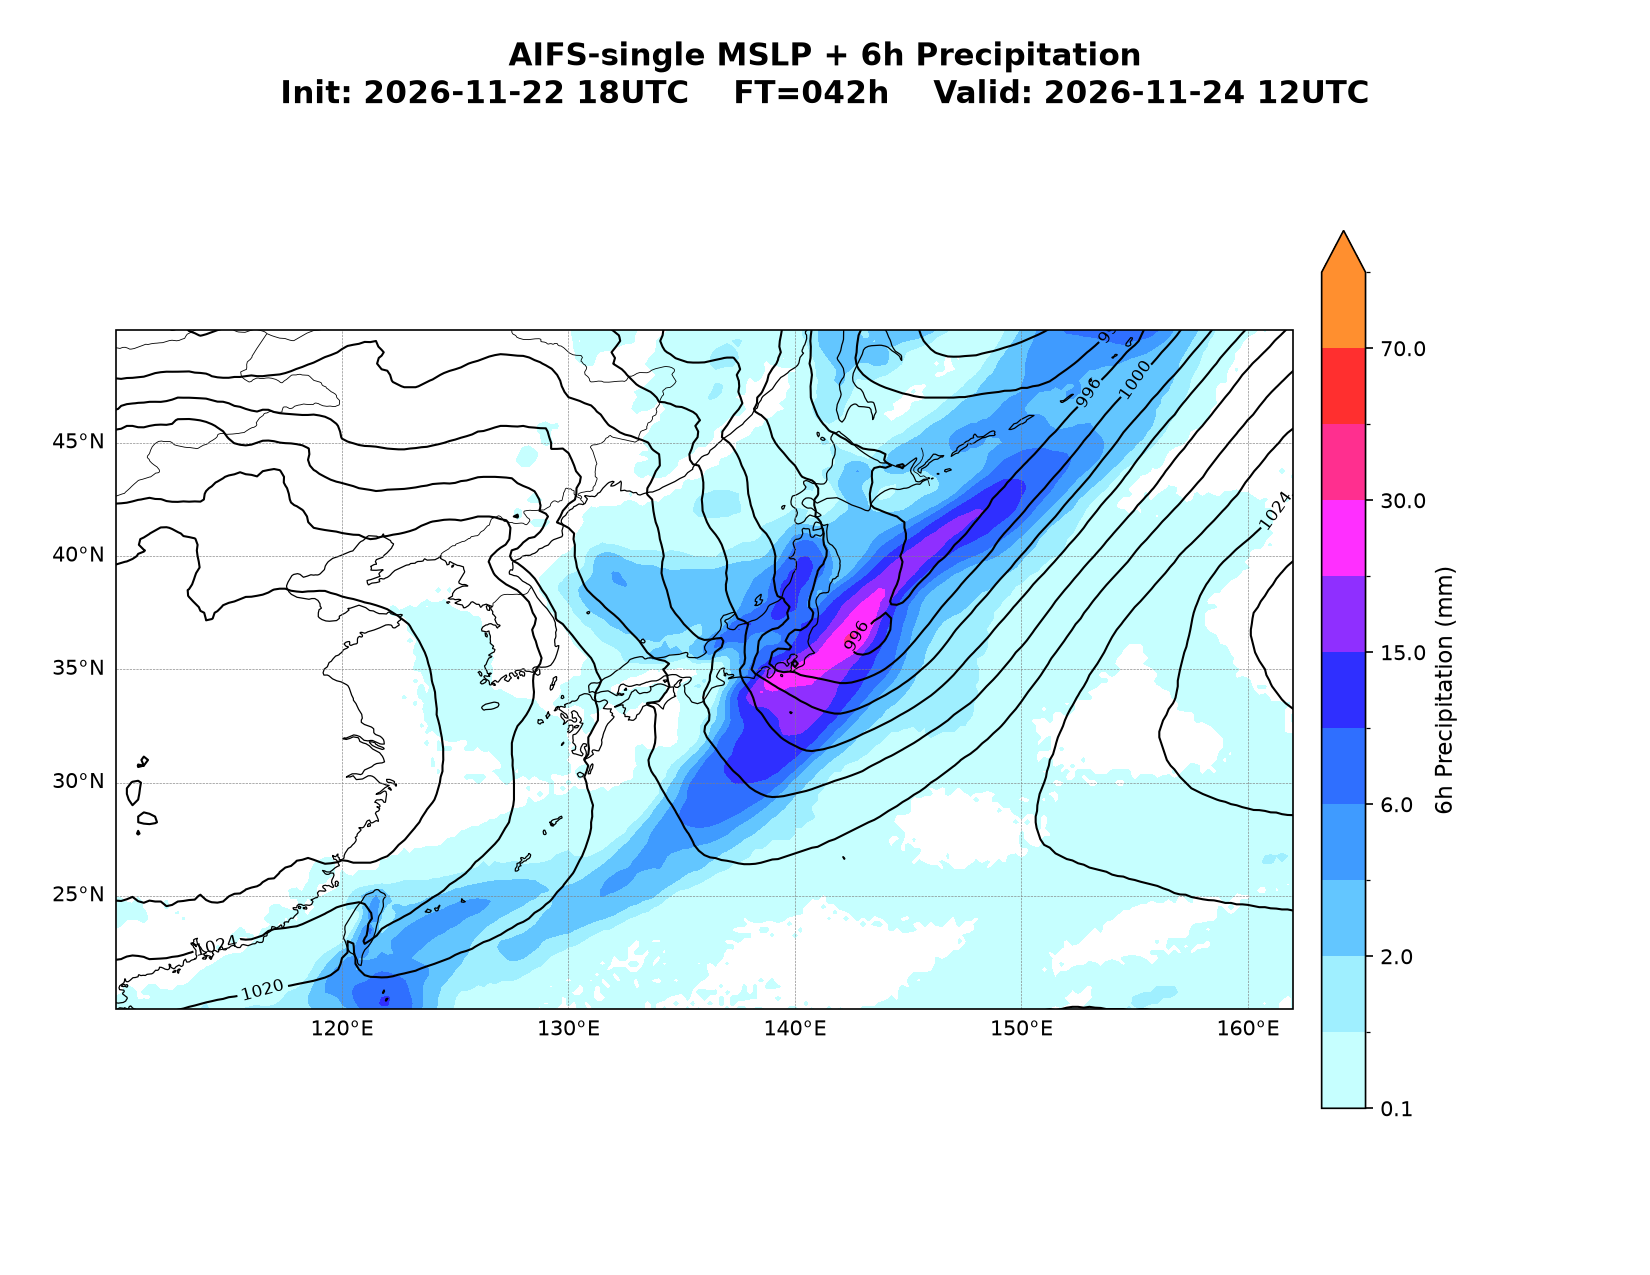 AIFS-single MSLP + 6h Precipitation
Init: 2026-11-22 18UTC    FT=042h    Valid: 2026-11-24 12UTC
996
1000
1024
996
1024
1020
45°N
40°N
35°N
30°N
25°N
120°E
130°E
140°E
150°E
160°E
70.0
30.0
15.0
6.0
2.0
0.1
6h Precipitation (mm)